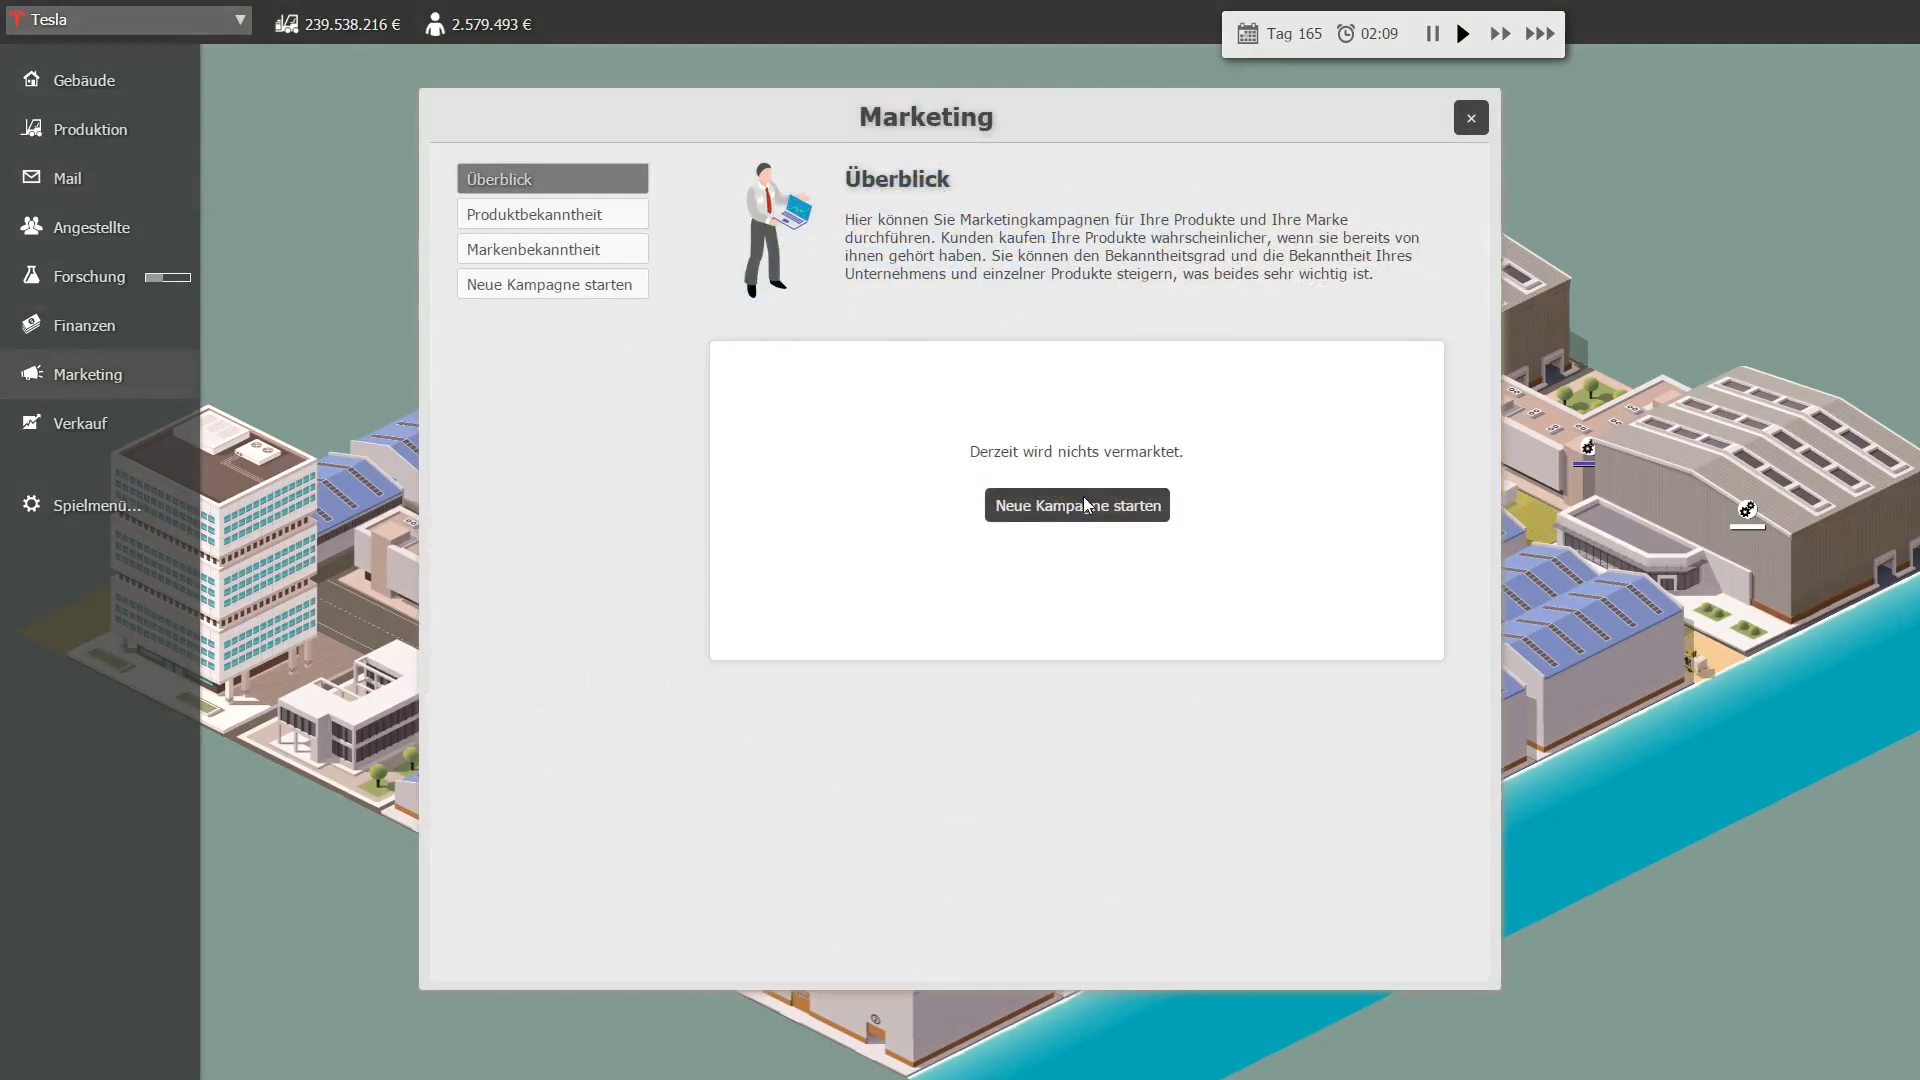 Tesla
239.538.216 €
2.579.493 €
Tag 165
02:09
Gebäude
Produktion
Mail
Angestellte
Forschung
Finanzen
Marketing
Verkauf
Spielmenü...
Marketing
×
Überblick
Produktbekanntheit
Markenbekanntheit
Neue Kampagne starten
Überblick
Hier können Sie Marketingkampagnen für Ihre Produkte und Ihre Marke
durchführen. Kunden kaufen Ihre Produkte wahrscheinlicher, wenn sie bereits von
ihnen gehört haben. Sie können den Bekanntheitsgrad und die Bekanntheit Ihres
Unternehmens und einzelner Produkte steigern, was beides sehr wichtig ist.
Derzeit wird nichts vermarktet.
Neue Kampagne starten